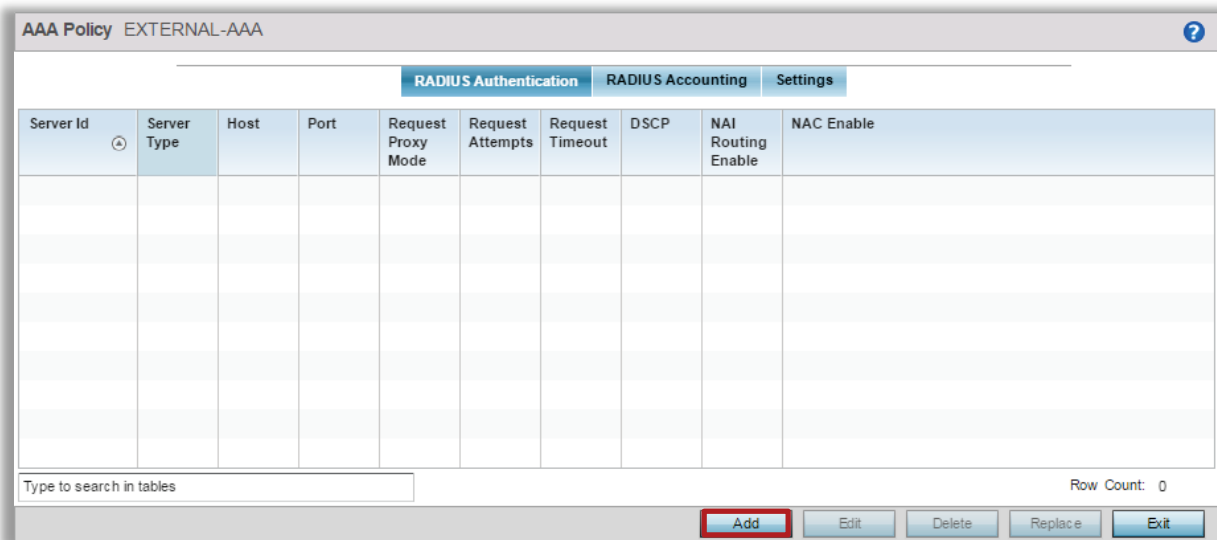 AAA Policy EXTERNAL-AAA
RADIUS Authentication RADIUS Accounting Settings
Server Id Server Type Host Port Request Proxy Mode Request Attempts Request Timeout DSCP NAI Routing Enable NAC Enable
Type to search in tables Row Count: 0
Add Edit Delete Replace Exit